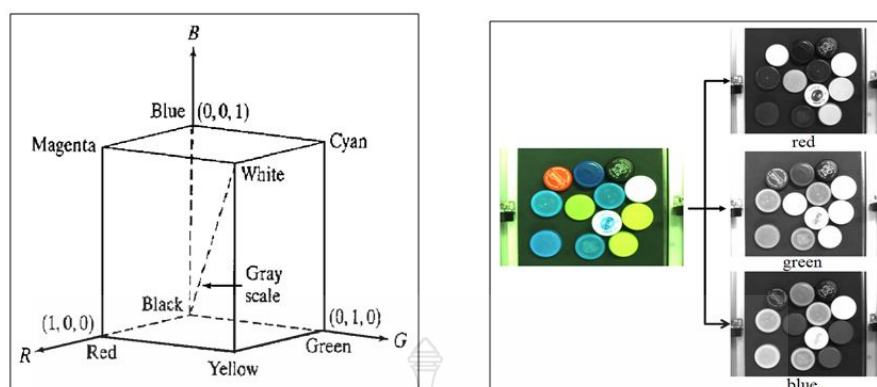 B
Blue (0, 0, 1)
Magenta
Cyan
White
Gray
scale
Black
(1, 0, 0)
(0, 1, 0)
R
Red
Yellow
Green
G
red
green
blue